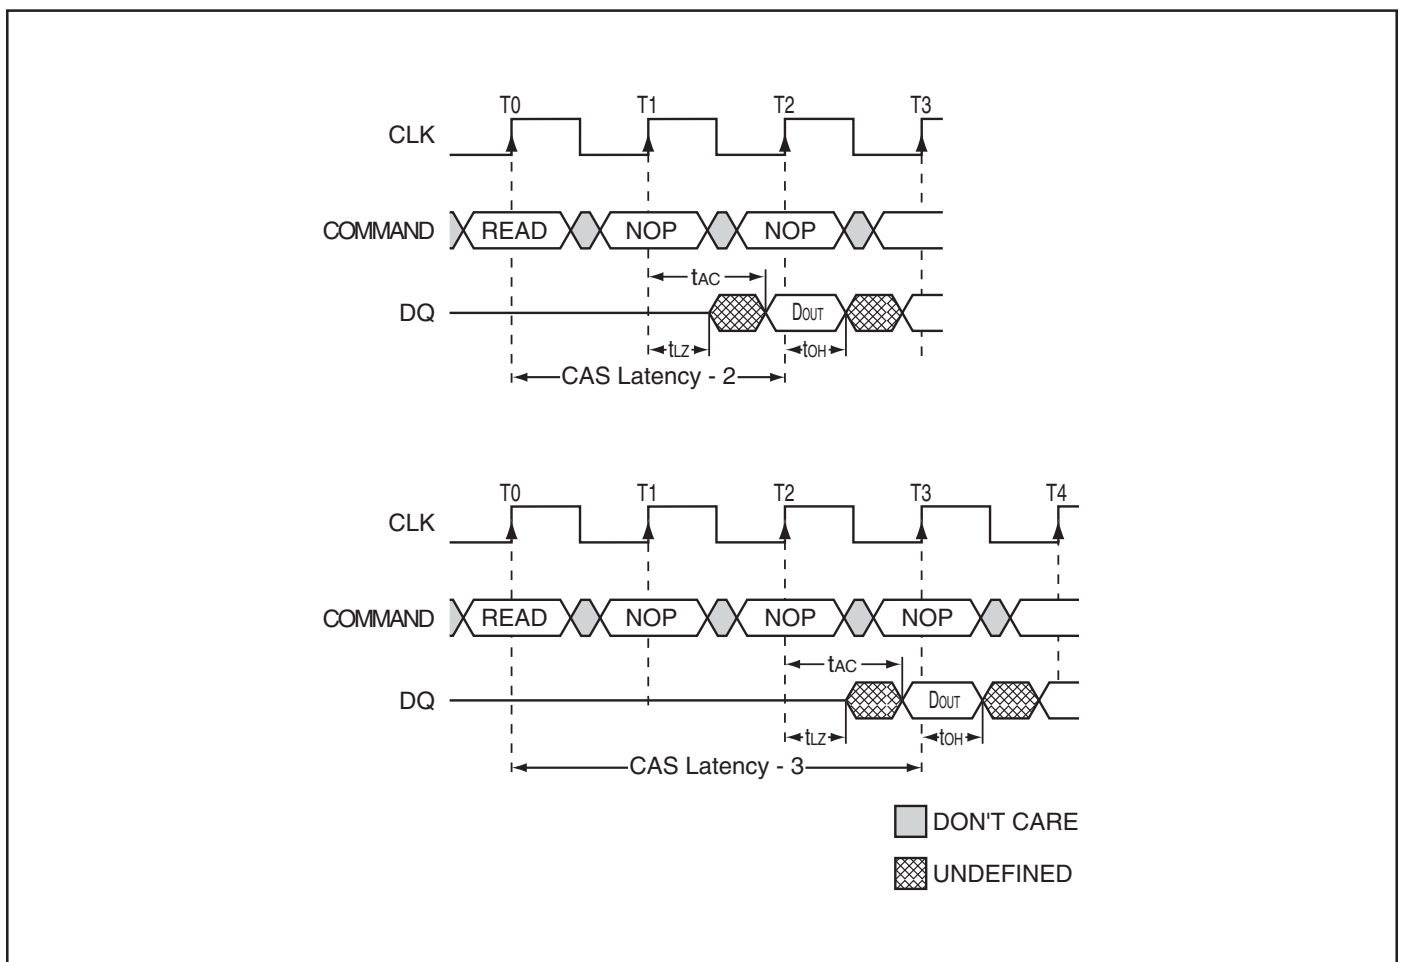 T0 T1 T2 T3
CLK
COMMAND READ NOP NOP
tAC
DQ DOUT
tLZ tOH
CAS Latency - 2
T0 T1 T2 T3 T4
CLK
COMMAND READ NOP NOP NOP
tAC
DQ DOUT
tLZ tOH
CAS Latency - 3
DON'T CARE
UNDEFINED